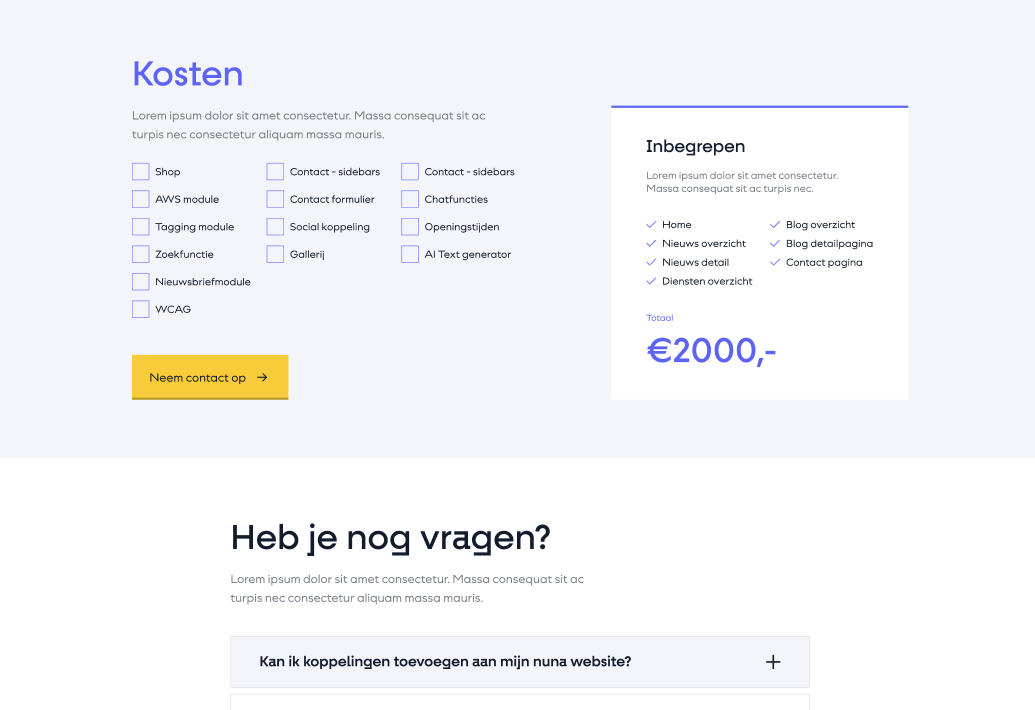 Kosten
Lorem ipsum dolor sit amet consectetur. Massa consequat sit ac
turpis nec consectetur aliquam massa mauris.
Shop
AWS module
Tagging module
Zoekfunctie
Nieuwsbriefmodule
WCAG
Contact - sidebars
Contact formulier
Social koppeling
Gallerij
Contact - sidebars
Chatfuncties
Openingstijden
AI Text generator
Neem contact op
Inbegrepen
Lorem ipsum dolor sit amet consectetur.
Massa consequat sit ac turpis nec.
Home
Nieuws overzicht
Nieuws detail
Diensten overzicht
Blog overzicht
Blog detailpagina
Contact pagina
Totaal
€2000,-
Heb je nog vragen?
Lorem ipsum dolor sit amet consectetur. Massa consequat sit ac
turpis nec consectetur aliquam massa mauris.
Kan ik koppelingen toevoegen aan mijn nuna website?